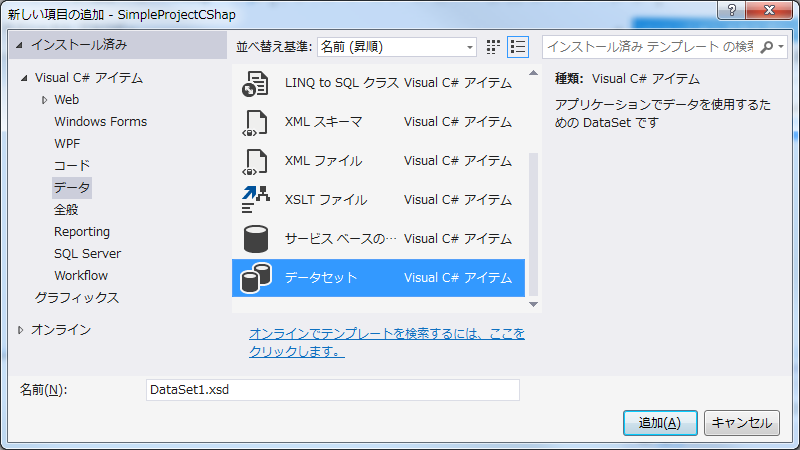 新しい項目の追加 - SimpleProjectCShap
インストール済み
並べ替え基準: 名前 (昇順)
インストール済み テンプレート の検索
Visual C# アイテム
Web
Windows Forms
WPF
コード
データ
全般
Reporting
SQL Server
Workflow
グラフィックス
オンライン
LINQ to SQL クラス Visual C# アイテム
XML スキーマ Visual C# アイテム
XML ファイル Visual C# アイテム
XSLT ファイル Visual C# アイテム
サービス ベースの… Visual C# アイテム
データセット Visual C# アイテム
オンラインでテンプレートを検索するには、ここを
クリックします。
種類: Visual C# アイテム
アプリケーションでデータを使用するた
めの DataSet です
名前(N): DataSet1.xsd
追加(A) キャンセル